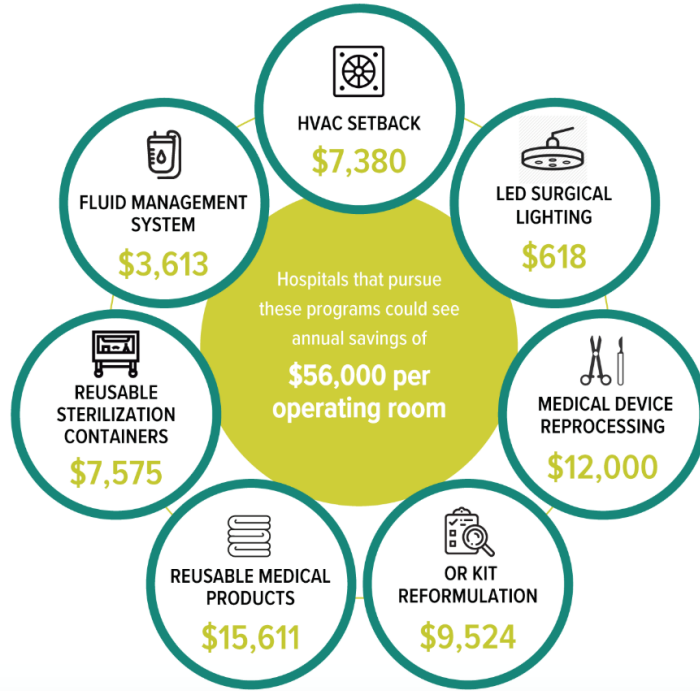 HVAC SETBACK
$7,380
LED SURGICAL
LIGHTING
$618
MEDICAL DEVICE
REPROCESSING
$12,000
OR KIT
REFORMULATION
$9,524
REUSABLE MEDICAL
PRODUCTS
$15,611
REUSABLE
STERILIZATION
CONTAINERS
$7,575
FLUID MANAGEMENT
SYSTEM
$3,613
Hospitals that pursue
these programs could see
annual savings of
$56,000 per
operating room